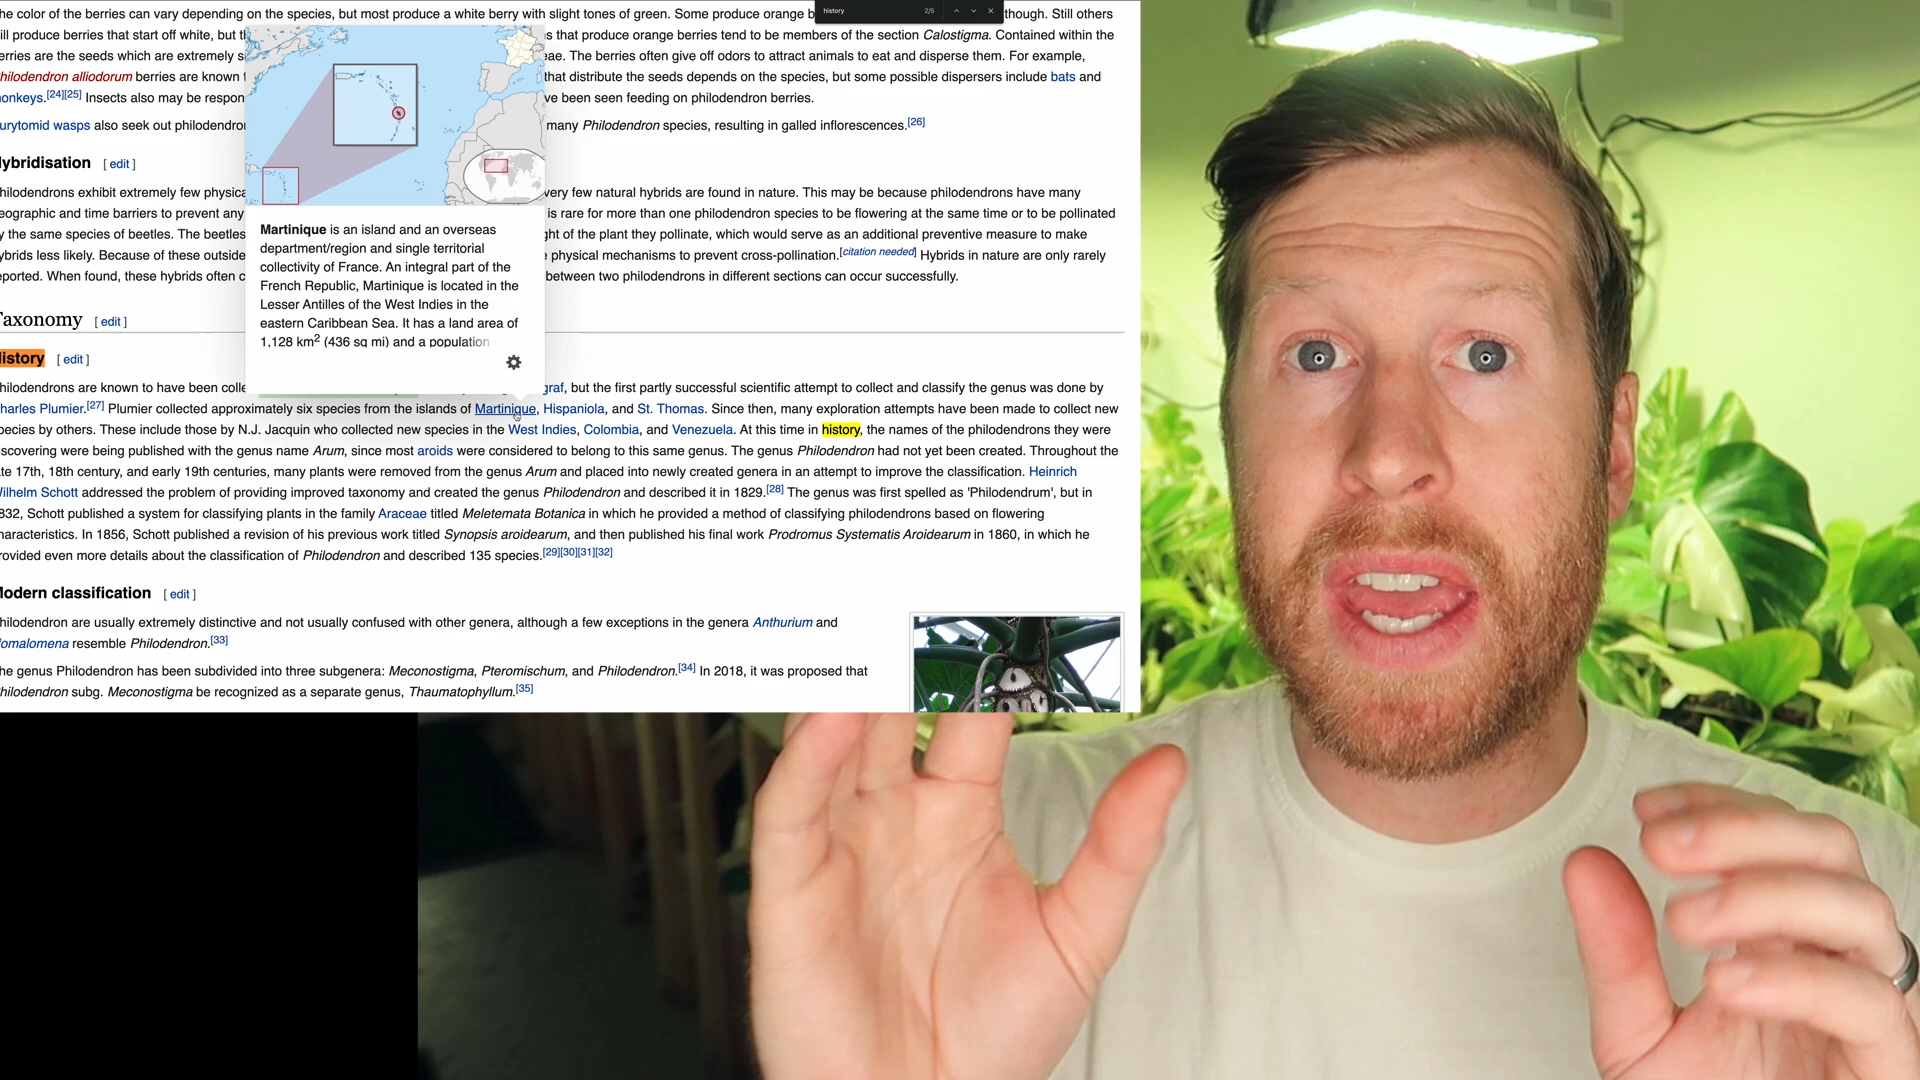 he color of the berries can vary depending on the species, but most produce a white berry with slight tones of green. Some produce orange b though. Still others
ill produce berries that start off white, but t s that produce orange berries tend to be members of the section Calostigma. Contained within the
erries are the seeds which are extremely s eae. The berries often give off odors to attract animals to eat and disperse them. For example,
hilodendron alliodorum berries are known t that distribute the seeds depends on the species, but some possible dispersers include bats and
onkeys.[24][25] Insects also may be respon ve been seen feeding on philodendron berries.
urytomid wasps also seek out philodendron many Philodendron species, resulting in galled inflorescences.[26]
history 2/5
ybridisation [ edit ]
hilodendrons exhibit extremely few physica very few natural hybrids are found in nature. This may be because philodendrons have many
eographic and time barriers to prevent any is rare for more than one philodendron species to be flowering at the same time or to be pollinated
y the same species of beetles. The beetles ght of the plant they pollinate, which would serve as an additional preventive measure to make
ybrids less likely. Because of these outside e physical mechanisms to prevent cross-pollination.[citation needed] Hybrids in nature are only rarely
eported. When found, these hybrids often c between two philodendrons in different sections can occur successfully.
Martinique is an island and an overseas
department/region and single territorial
collectivity of France. An integral part of the
French Republic, Martinique is located in the
Lesser Antilles of the West Indies in the
eastern Caribbean Sea. It has a land area of
1,128 km2 (436 sq mi) and a population
Taxonomy [ edit ]
History [ edit ]
hilodendrons are known to have been colle graf, but the first partly successful scientific attempt to collect and classify the genus was done by
harles Plumier.[27] Plumier collected approximately six species from the islands of Martinique, Hispaniola, and St. Thomas. Since then, many exploration attempts have been made to collect new
pecies by others. These include those by N.J. Jacquin who collected new species in the West Indies, Colombia, and Venezuela. At this time in history, the names of the philodendrons they were
iscovering were being published with the genus name Arum, since most aroids were considered to belong to this same genus. The genus Philodendron had not yet been created. Throughout the
ate 17th, 18th century, and early 19th centuries, many plants were removed from the genus Arum and placed into newly created genera in an attempt to improve the classification. Heinrich
Wilhelm Schott addressed the problem of providing improved taxonomy and created the genus Philodendron and described it in 1829.[28] The genus was first spelled as 'Philodendrum', but in
832, Schott published a system for classifying plants in the family Araceae titled Meletemata Botanica in which he provided a method of classifying philodendrons based on flowering
haracteristics. In 1856, Schott published a revision of his previous work titled Synopsis aroidearum, and then published his final work Prodromus Systematis Aroidearum in 1860, in which he
rovided even more details about the classification of Philodendron and described 135 species.[29][30][31][32]
Modern classification [ edit ]
hilodendron are usually extremely distinctive and not usually confused with other genera, although a few exceptions in the genera Anthurium and
omalomena resemble Philodendron.[33]
he genus Philodendron has been subdivided into three subgenera: Meconostigma, Pteromischum, and Philodendron.[34] In 2018, it was proposed that
hilodendron subg. Meconostigma be recognized as a separate genus, Thaumatophyllum.[35]